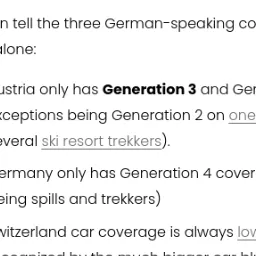 n tell the three German-speaking co
alone:
ustria only has Generation 3 and Ger
xceptions being Generation 2 on one
everal ski resort trekkers).
ermany only has Generation 4 cover
eing spills and trekkers)
witzerland car coverage is always low